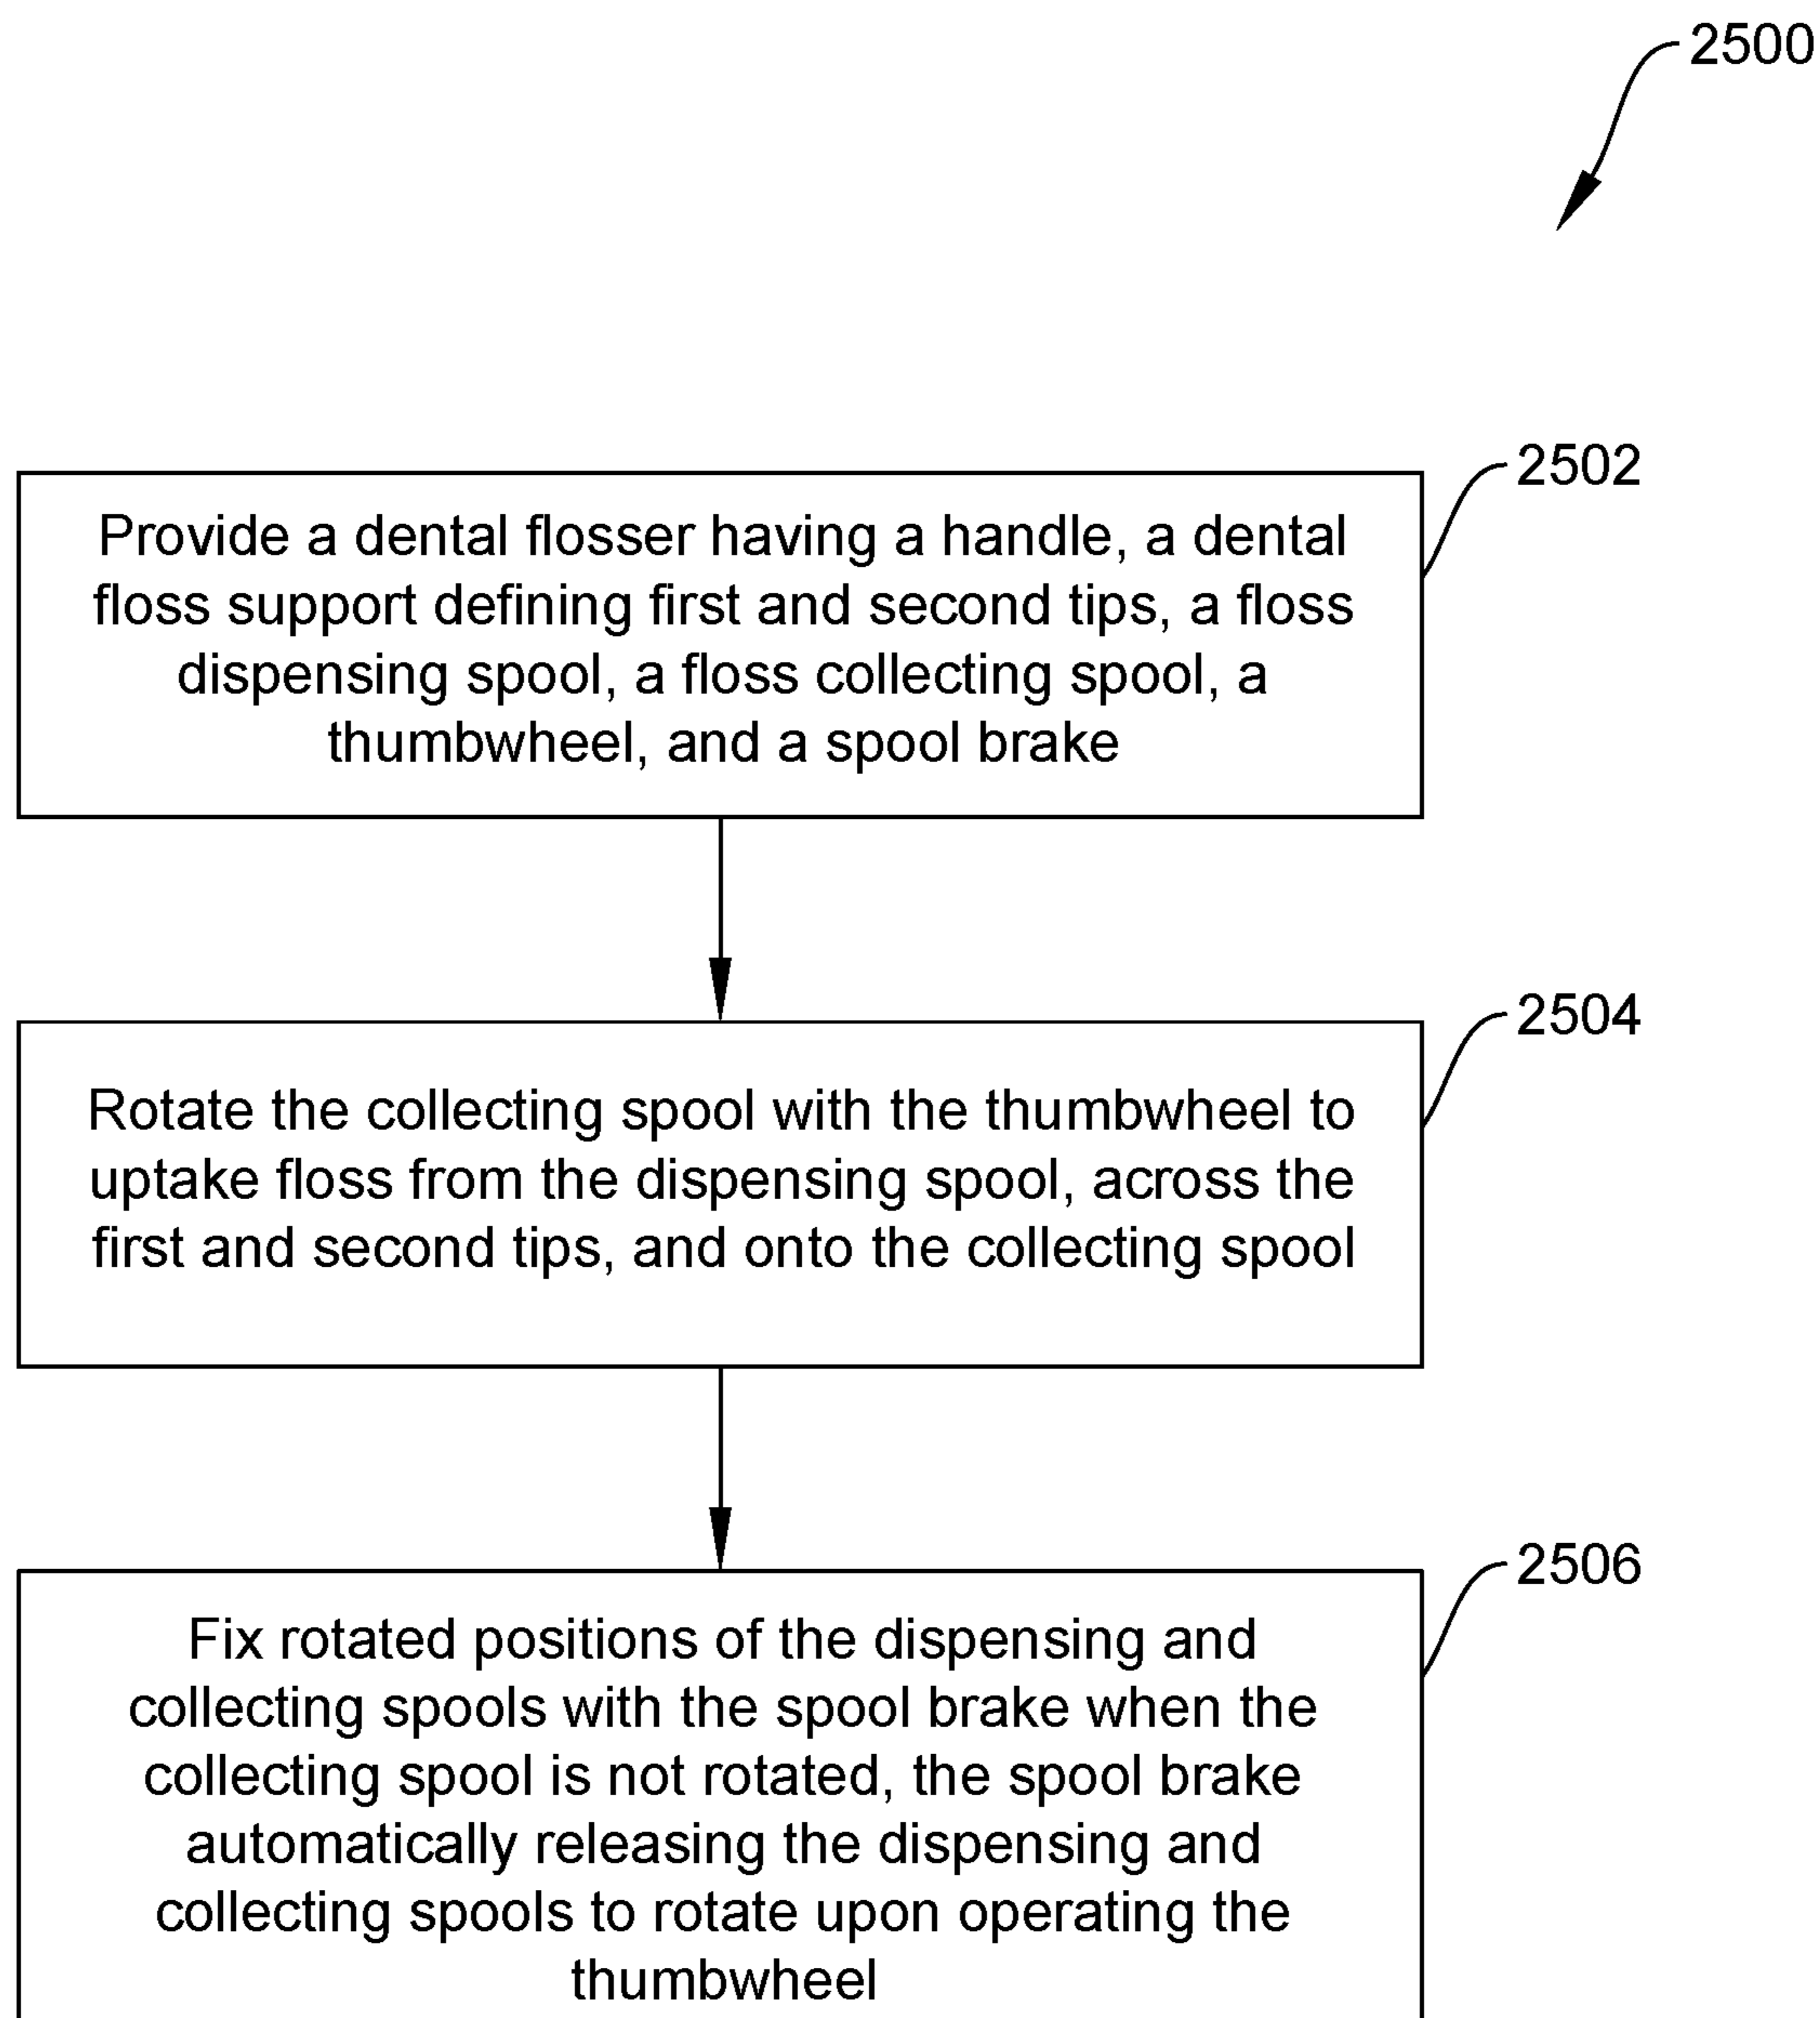 2500
2502
Provide a dental flosser having a handle, a dental
floss support defining first and second tips, a floss
dispensing spool, a floss collecting spool, a
thumbwheel, and a spool brake
2504
Rotate the collecting spool with the thumbwheel to
uptake floss from the dispensing spool, across the
first and second tips, and onto the collecting spool
2506
Fix rotated positions of the dispensing and
collecting spools with the spool brake when the
collecting spool is not rotated, the spool brake
automatically releasing the dispensing and
collecting spools to rotate upon operating the
thumbwheel